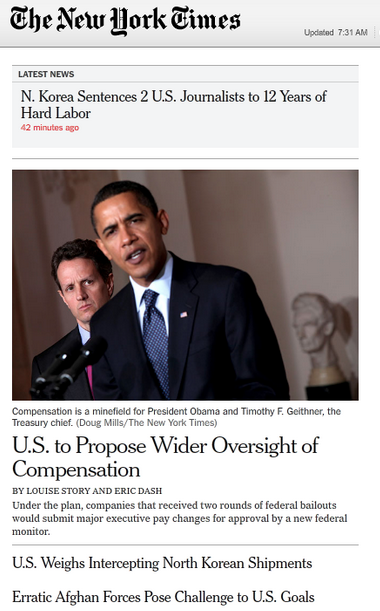 The New York Times
Updated 7:31 AM
LATEST NEWS
N. Korea Sentences 2 U.S. Journalists to 12 Years of
Hard Labor
42 minutes ago
Compensation is a minefield for President Obama and Timothy F. Geithner, the
Treasury chief. (Doug Mills/The New York Times)
U.S. to Propose Wider Oversight of
Compensation
BY LOUISE STORY AND ERIC DASH
Under the plan, companies that received two rounds of federal bailouts
would submit major executive pay changes for approval by a new federal
monitor.
U.S. Weighs Intercepting North Korean Shipments
Erratic Afghan Forces Pose Challenge to U.S. Goals